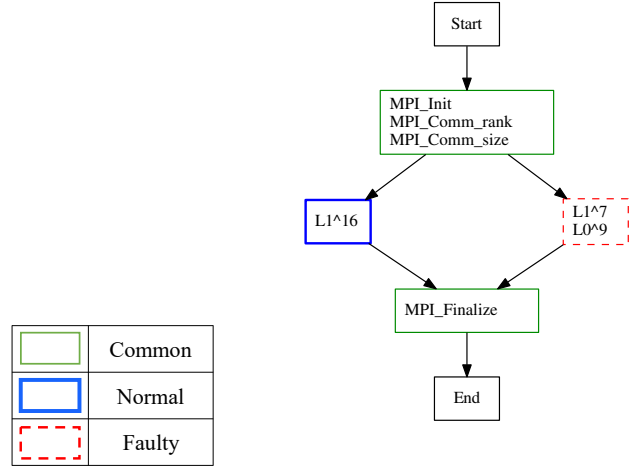 Start
MPI_Init
MPI_Comm_rank
MPI_Comm_size
L1^16
L1^7
L0^9
MPI_Finalize
End
Common
Normal
Faulty